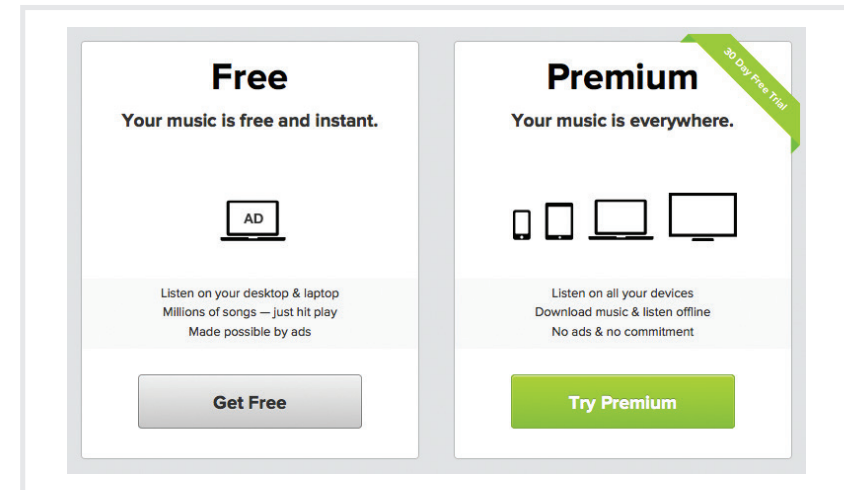 Free
Your music is free and instant.
AD
Listen on your desktop & laptop
Millions of songs — just hit play
Made possible by ads
Get Free
30 Day Free Trial
Premium
Your music is everywhere.
Listen on all your devices
Download music & listen offline
No ads & no commitment
Try Premium